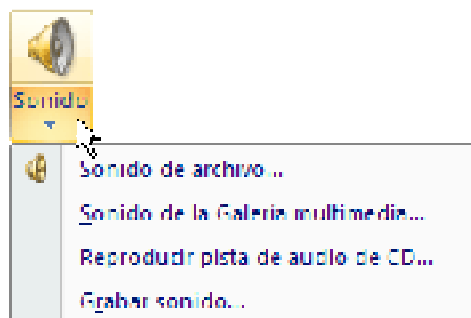 Sonido
Sonido de archivo...
Sonido de la Galería multimedia...
Reproducir pista de audio de CD...
Grabar sonido...